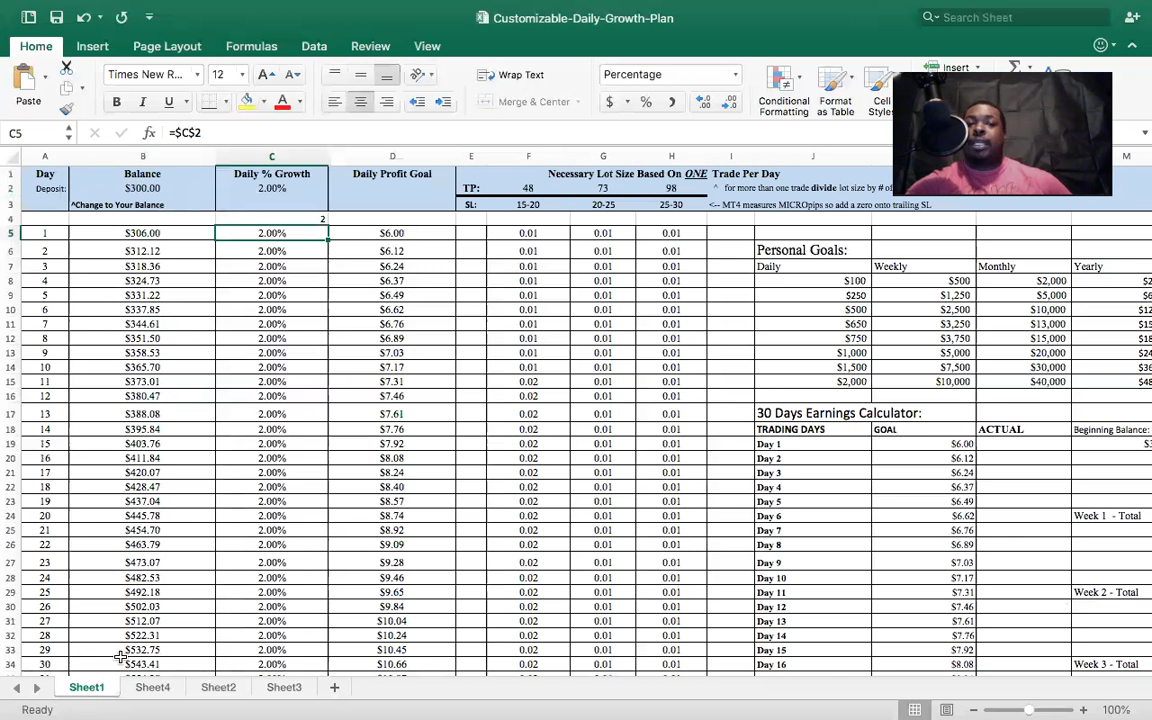 Customizable-Daily-Growth-Plan
Search Sheet
Home Insert Page Layout Formulas Data Review View
Paste
Times New R... 12 A A
B I U A
Wrap Text
Merge & Center
Percentage
$ %
Conditional Formatting
Format as Table
Cell Styles
Insert
C5 fx =$C$2
A B C D E F G H I J K L M
1 Day Balance Daily % Growth Daily Profit Goal Necessary Lot Size Based On ONE Trade Per Day
2 Deposit: $300.00 2.00% TP: 48 73 98 ^ for more than one trade divide lot size by # of
3 ^Change to Your Balance SL: 15-20 20-25 25-30 <-- MT4 measures MICROpips so add a zero onto trailing SL
4 2
5 1 $306.00 2.00% $6.00 0.01 0.01 0.01
6 2 $312.12 2.00% $6.12 0.01 0.01 0.01 Personal Goals:
7 3 $318.36 2.00% $6.24 0.01 0.01 0.01 Daily Weekly Monthly Yearly
8 4 $324.73 2.00% $6.37 0.01 0.01 0.01 $100 $500 $2,000
9 5 $331.22 2.00% $6.49 0.01 0.01 0.01 $250 $1,250 $5,000
10 6 $337.85 2.00% $6.62 0.01 0.01 0.01 $500 $2,500 $10,000
11 7 $344.61 2.00% $6.76 0.01 0.01 0.01 $650 $3,250 $13,000
12 8 $351.50 2.00% $6.89 0.01 0.01 0.01 $750 $3,750 $15,000
13 9 $358.53 2.00% $7.03 0.01 0.01 0.01 $1,000 $5,000 $20,000
14 10 $365.70 2.00% $7.17 0.01 0.01 0.01 $1,500 $7,500 $30,000
15 11 $373.01 2.00% $7.31 0.02 0.01 0.01 $2,000 $10,000 $40,000
16 12 $380.47 2.00% $7.46 0.02 0.01 0.01
17 13 $388.08 2.00% $7.61 0.02 0.01 0.01 30 Days Earnings Calculator:
18 14 $395.84 2.00% $7.76 0.02 0.01 0.01 TRADING DAYS GOAL ACTUAL Beginning Balance:
19 15 $403.76 2.00% $7.92 0.02 0.01 0.01 Day 1 $6.00
20 16 $411.84 2.00% $8.08 0.02 0.01 0.01 Day 2 $6.12
21 17 $420.07 2.00% $8.24 0.02 0.01 0.01 Day 3 $6.24
22 18 $428.47 2.00% $8.40 0.02 0.01 0.01 Day 4 $6.37
23 19 $437.04 2.00% $8.57 0.02 0.01 0.01 Day 5 $6.49
24 20 $445.78 2.00% $8.74 0.02 0.01 0.01 Day 6 $6.62 Week 1 - Total
25 21 $454.70 2.00% $8.92 0.02 0.01 0.01 Day 7 $6.76
26 22 $463.79 2.00% $9.09 0.02 0.01 0.01 Day 8 $6.89
27 23 $473.07 2.00% $9.28 0.02 0.01 0.01 Day 9 $7.03
28 24 $482.53 2.00% $9.46 0.02 0.01 0.01 Day 10 $7.17
29 25 $492.18 2.00% $9.65 0.02 0.01 0.01 Day 11 $7.31 Week 2 - Total
30 26 $502.03 2.00% $9.84 0.02 0.01 0.01 Day 12 $7.46
31 27 $512.07 2.00% $10.04 0.02 0.01 0.01 Day 13 $7.61
32 28 $522.31 2.00% $10.24 0.02 0.01 0.01 Day 14 $7.76
33 29 $532.75 2.00% $10.45 0.02 0.01 0.01 Day 15 $7.92
34 30 $543.41 2.00% $10.66 0.02 0.01 0.01 Day 16 $8.08 Week 3 - Total
Sheet1 Sheet4 Sheet2 Sheet3 +
100%